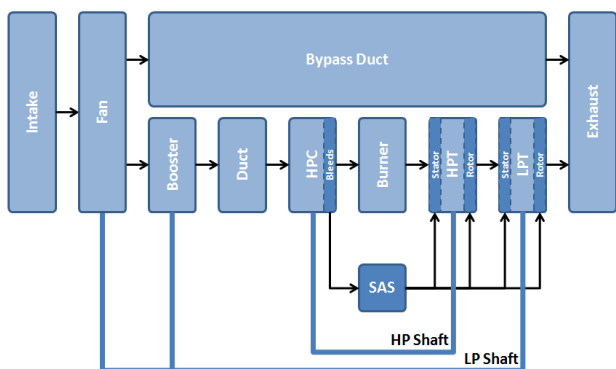 Intake
Fan
Bypass Duct
Booster
Duct
HPC
Bleeds
Burner
Stator
HPT
Rotor
Stator
LPT
Rotor
Exhaust
SAS
HP Shaft
LP Shaft